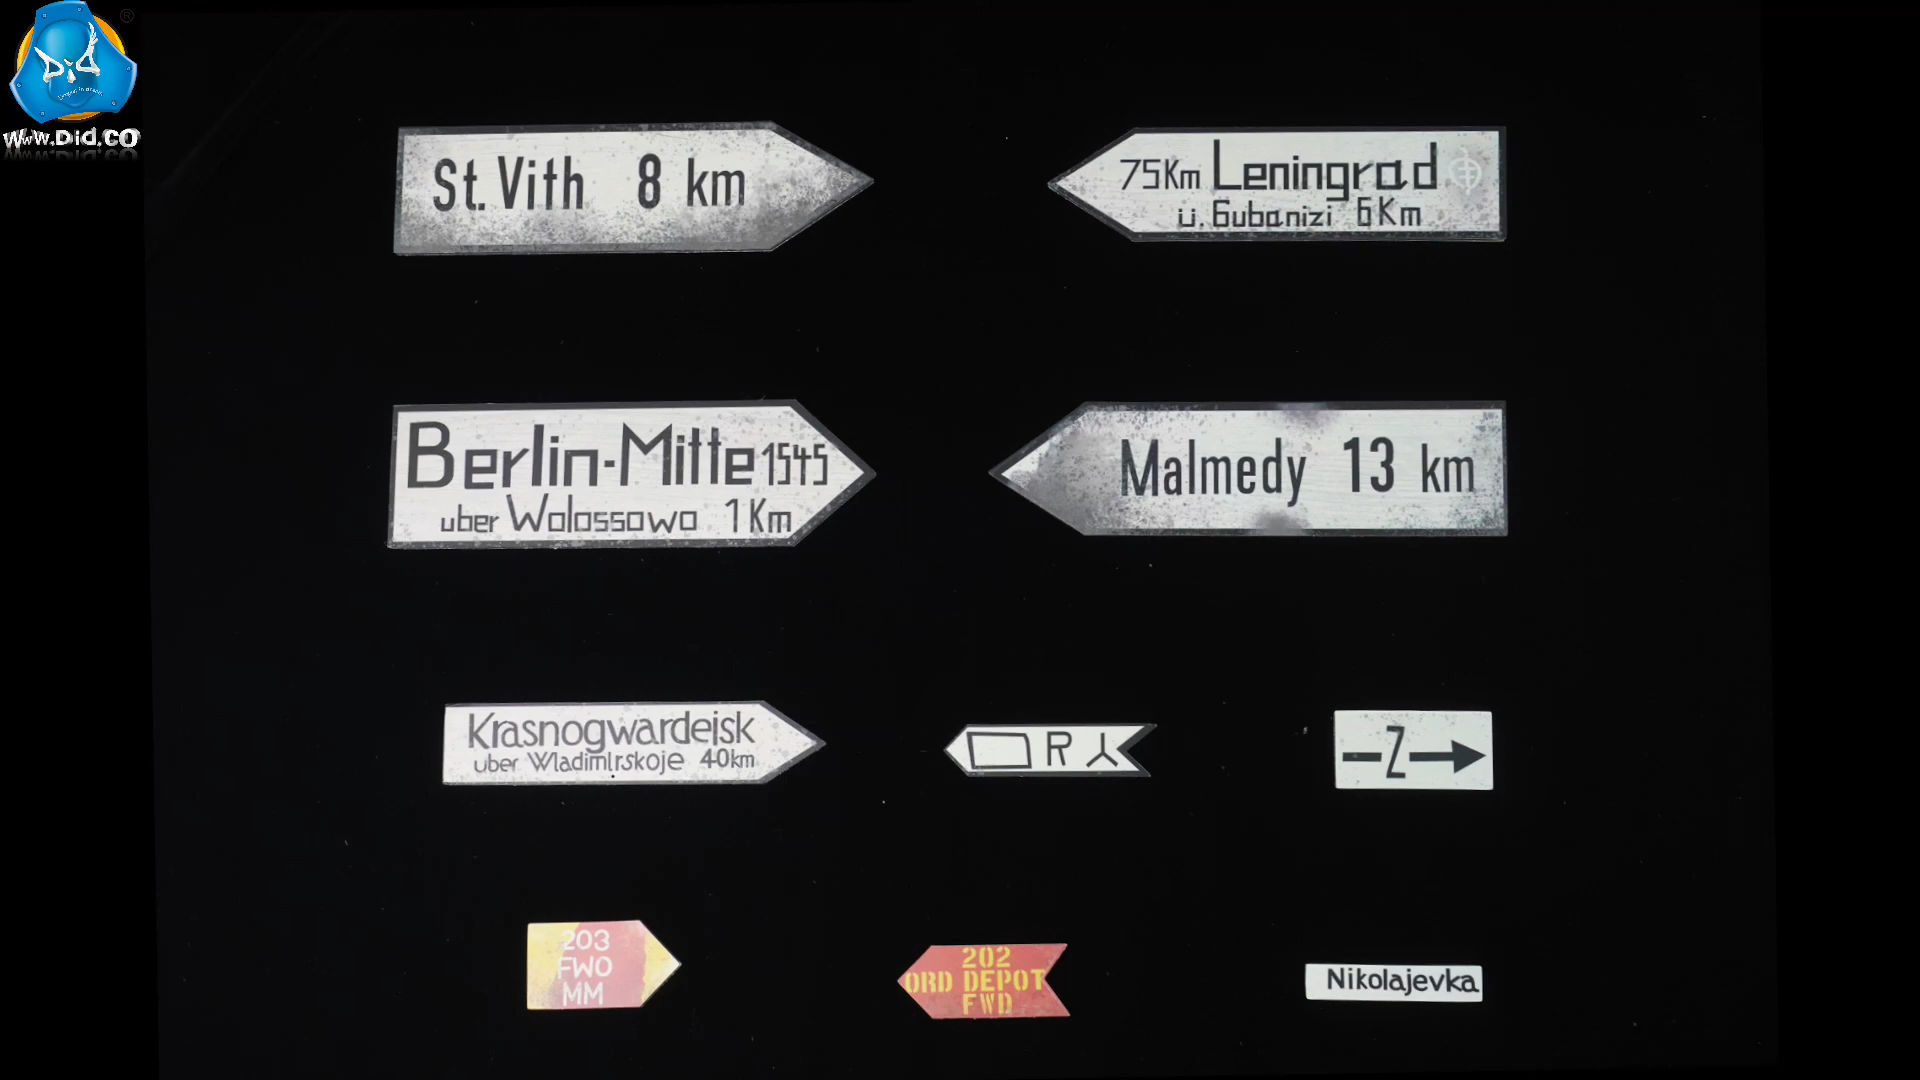 www.DiD.co
St. Vith 8 km
75Km Leningrad
ü. Gubanizi 6Km
Berlin-Mitte 1545
uber Wolossowo 1Km
Malmedy 13 km
Krasnogwardeisk
uber Wladimirskoje 40km
R
Z
203
FWO
MM
202
ORD DEPOT
FWD
Nikolajevka